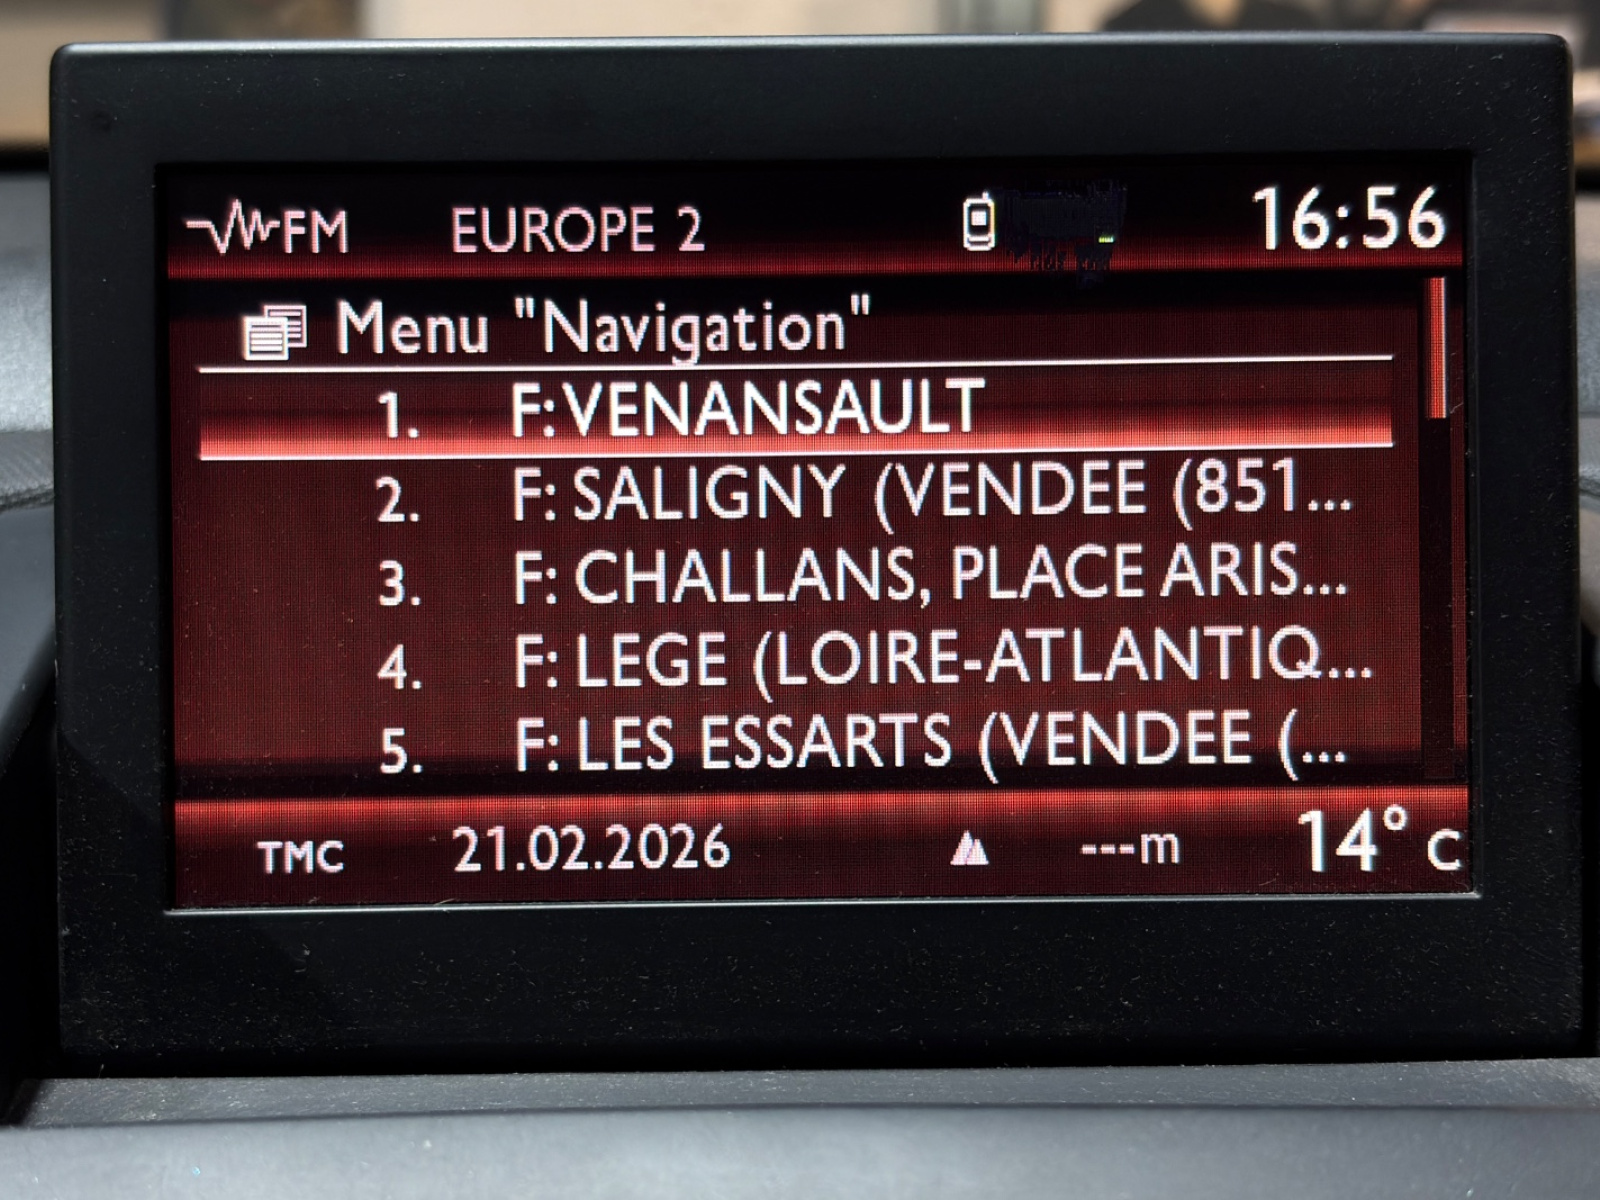 FM EUROPE 2 16:56
Menu "Navigation"
1. F: VENANSAULT
2. F: SALIGNY (VENDEE (851...
3. F: CHALLANS, PLACE ARIS...
4. F: LEGE (LOIRE-ATLANTIQ...
5. F: LES ESSARTS (VENDEE (...
TMC 21.02.2026 ---m 14° C